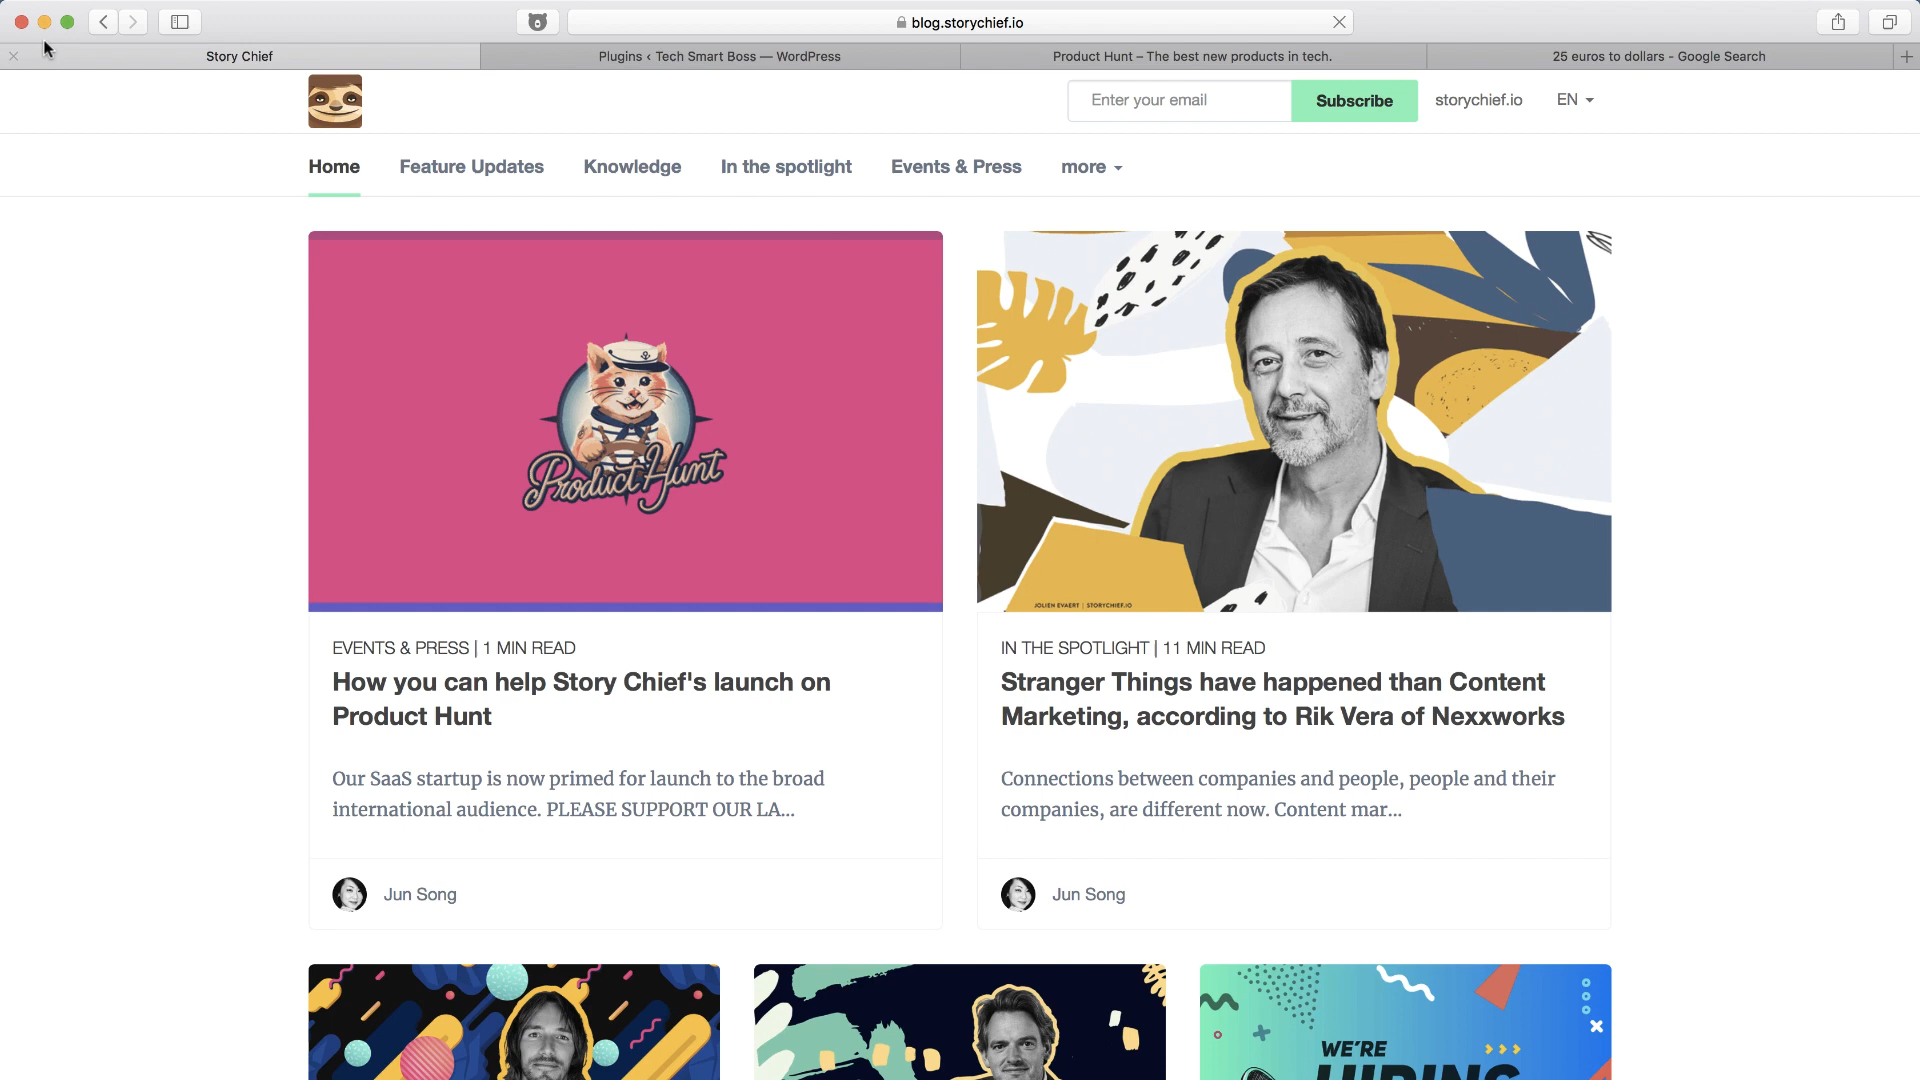 blog.storychief.io
Story Chief
Plugins ‹ Tech Smart Boss — WordPress
Product Hunt – The best new products in tech.
25 euros to dollars - Google Search
Enter your email
Subscribe
storychief.io
EN
Home
Feature Updates
Knowledge
In the spotlight
Events & Press
more
Product Hunt
JOLIEN EVAERT | STORYCHIEF.IO
EVENTS & PRESS | 1 MIN READ
How you can help Story Chief's launch on
Product Hunt
Our SaaS startup is now primed for launch to the broad
international audience. PLEASE SUPPORT OUR LA...
Jun Song
IN THE SPOTLIGHT | 11 MIN READ
Stranger Things have happened than Content
Marketing, according to Rik Vera of Nexxworks
Connections between companies and people, people and their
companies, are different now. Content mar...
Jun Song
WE'RE
HIRING